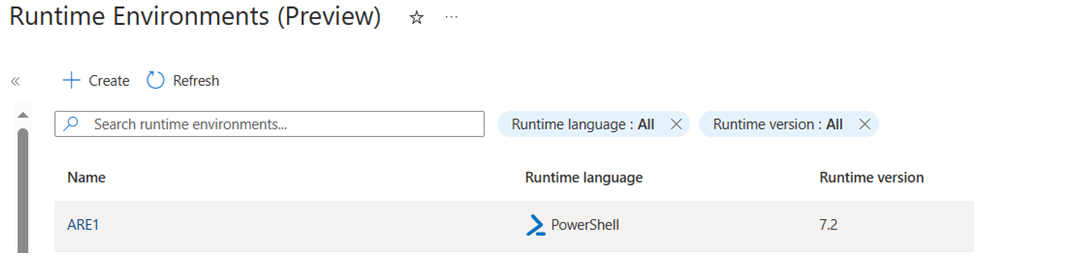 Runtime Environments (Preview)
Create Refresh
Search runtime environments... Runtime language : All Runtime version : All
Name Runtime language Runtime version
ARE1 PowerShell 7.2